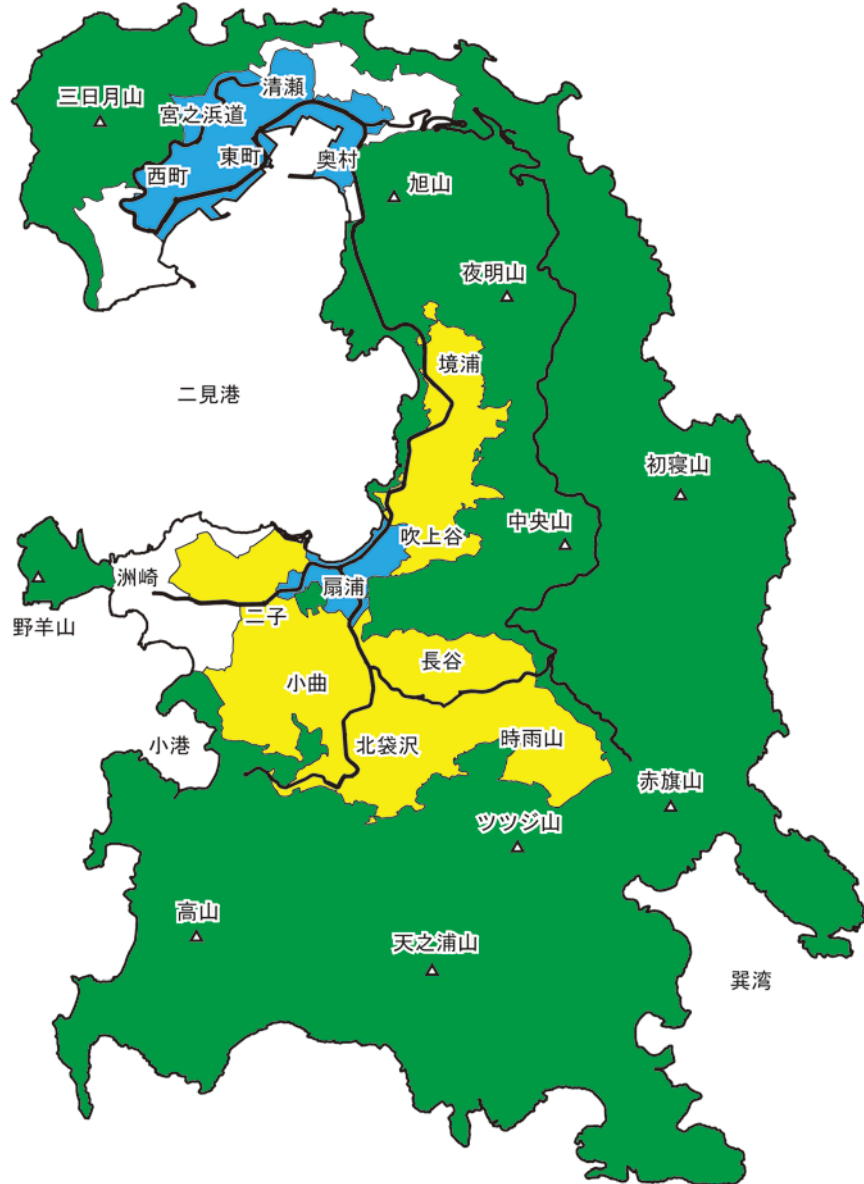 清瀬
三日月山
宮之浜道
東町
奥村
西町
旭山
夜明山
境浦
二見港
初寝山
中央山
吹上谷
洲崎
扇浦
二子
野羊山
長谷
小曲
時雨山
小港
北袋沢
赤旗山
ツツジ山
高山
天之浦山
巽湾